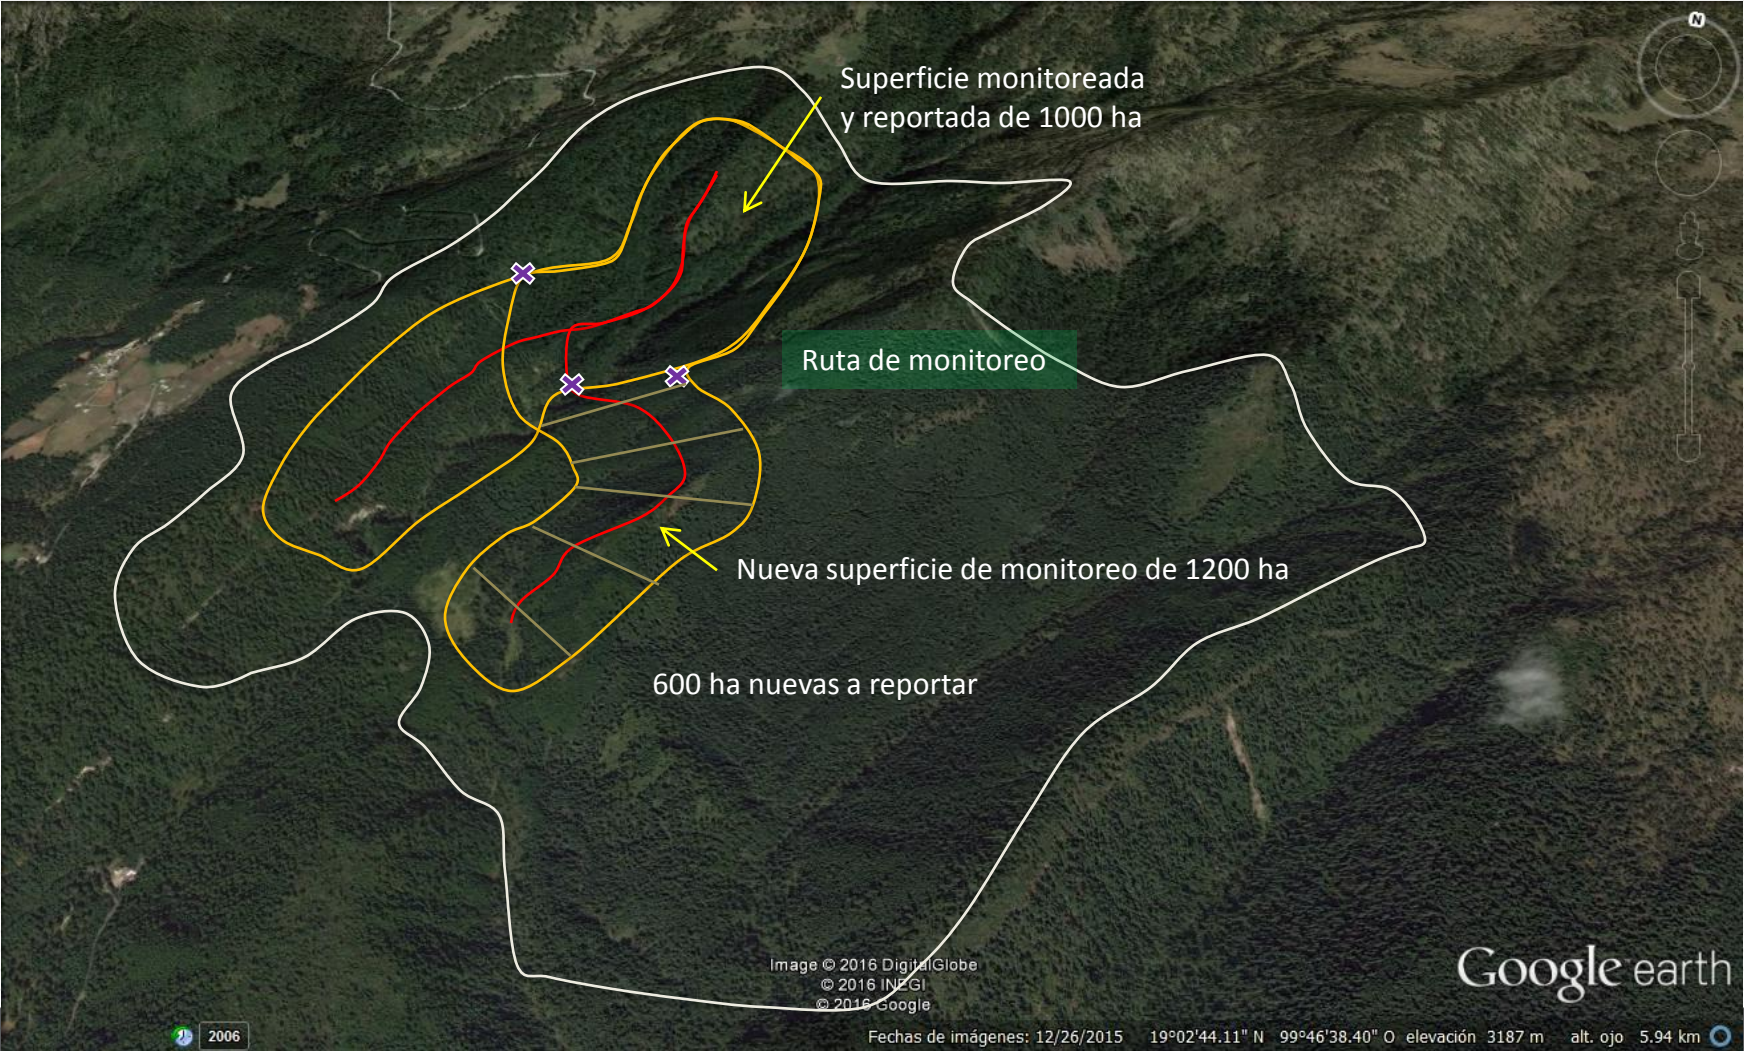 N
Superficie monitoreada
y reportada de 1000 ha
Ruta de monitoreo
Nueva superficie de monitoreo de 1200 ha
600 ha nuevas a reportar
Image © 2016 DigitalGlobe
© 2016 INEGI
© 2016 Google
Google earth
2006
Fechas de imágenes: 12/26/2015 19°02'44.11" N 99°46'38.40" O elevación 3187 m alt. ojo 5.94 km